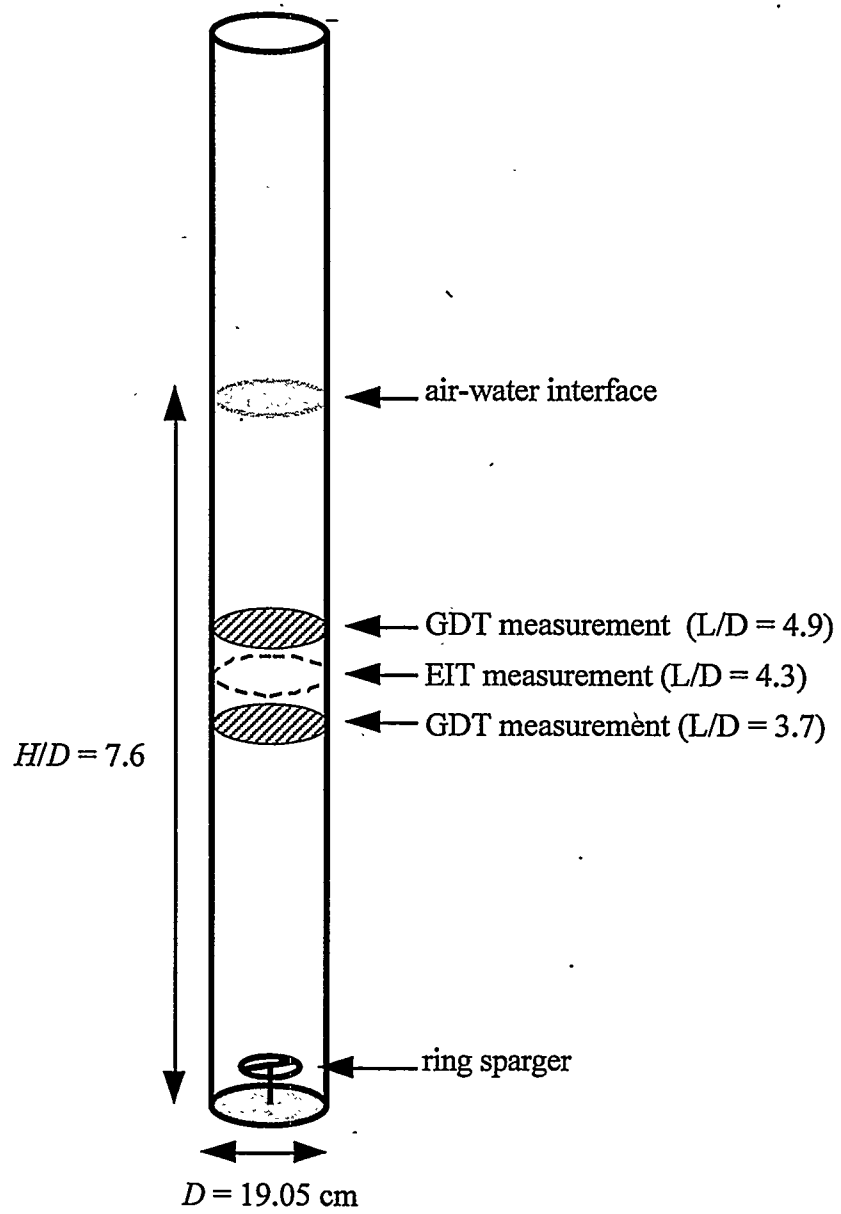 air-water interface
GDT measurement (L/D = 4.9)
EIT measurement (L/D = 4.3)
GDT measurement (L/D = 3.7)
H/D = 7.6
ring sparger
D = 19.05 cm